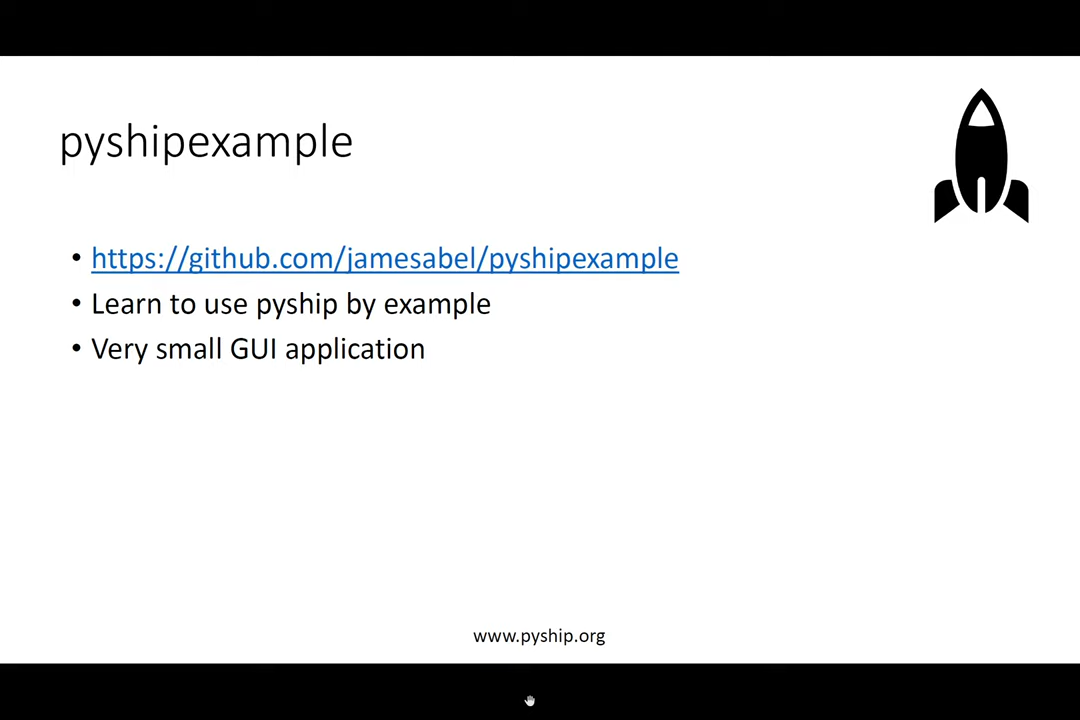 pyshipexample
• https://github.com/jamesabel/pyshipexample
• Learn to use pyship by example
• Very small GUI application
www.pyship.org